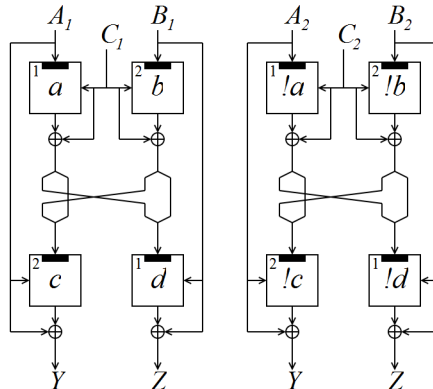 A₁ B₁ A₂ B₂
C₁ C₂
1 a 2 b 1 !a 2 !b
2 c 1 d 2 !c 1 !d
Y Z Y Z